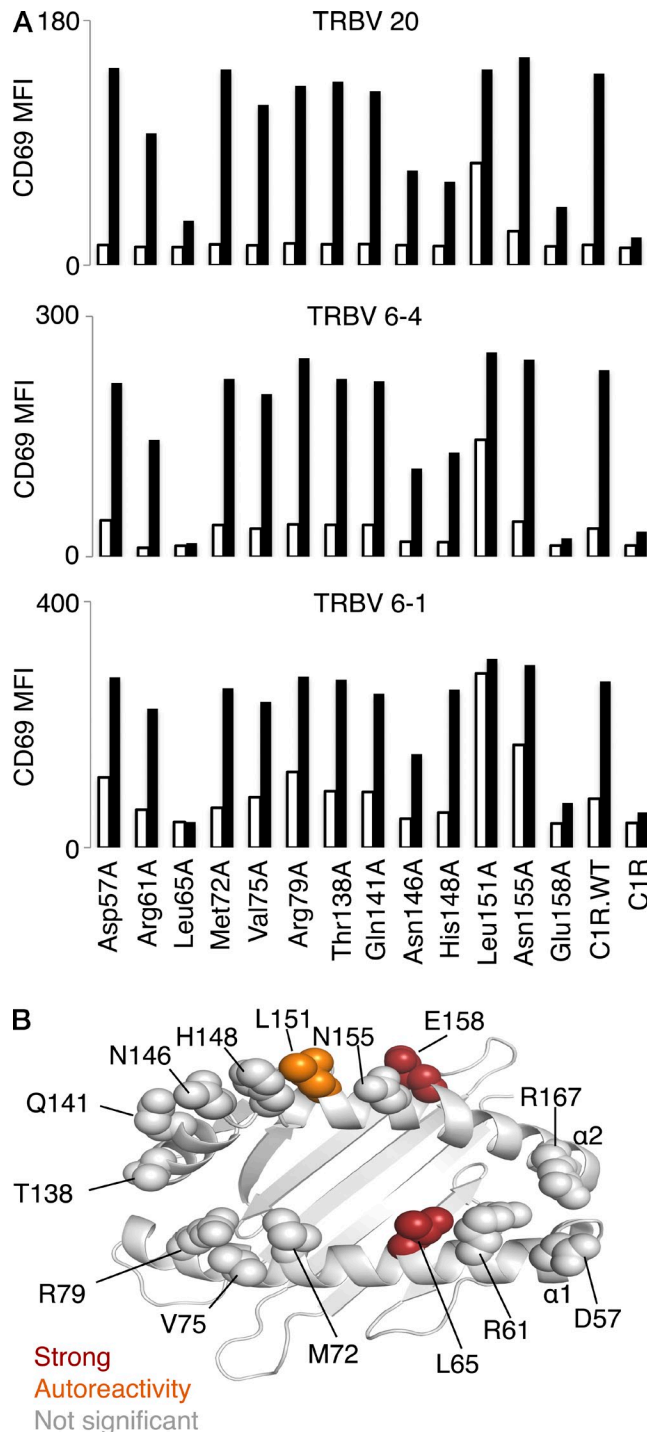 A
180
TRBV 20
CD69 MFI
0
300
TRBV 6-4
CD69 MFI
0
400
TRBV 6-1
CD69 MFI
0
Asp57A
Arg61A
Leu65A
Met72A
Val75A
Arg79A
Thr138A
Gln141A
Asn146A
His148A
Leu151A
Asn155A
Glu158A
C1R.WT
C1R
B
L151
E158
H148
N155
N146
R167
Q141
α2
T138
R79
α1
D57
V75
R61
M72
L65
Strong
Autoreactivity
Not significant